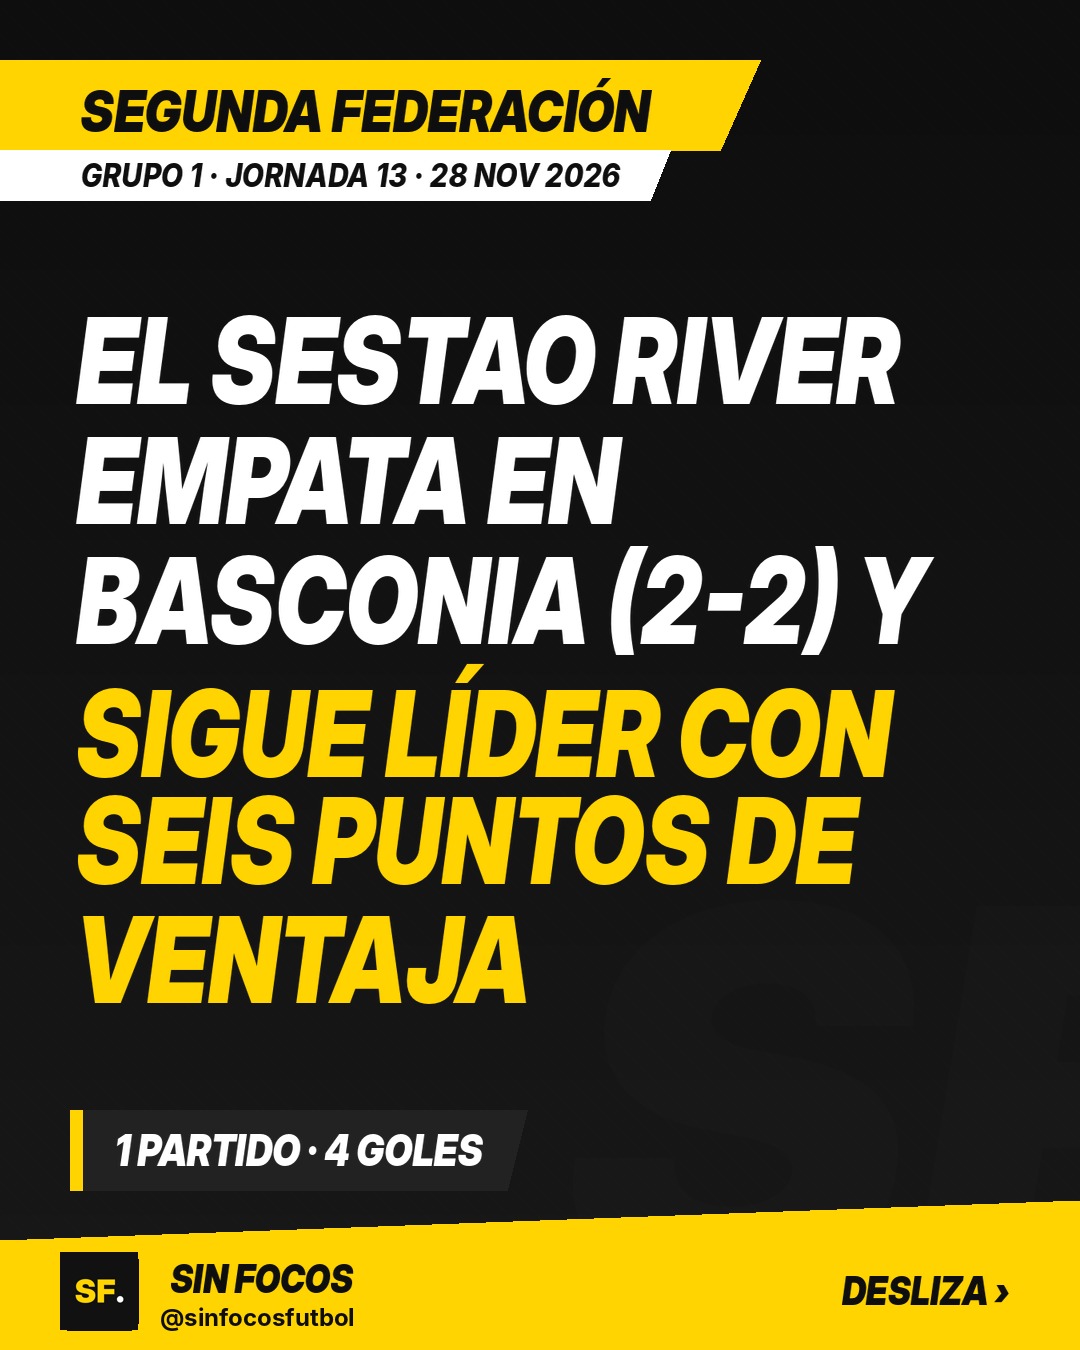 SEGUNDA FEDERACIÓN
GRUPO 1 · JORNADA 13 · 28 NOV 2026
EL SESTAO RIVER
EMPATA EN
BASCONIA (2-2) Y
SIGUE LÍDER CON
SEIS PUNTOS DE
VENTAJA
1 PARTIDO · 4 GOLES
SF
SF.
SIN FOCOS
@sinfocosfutbol
DESLIZA ›